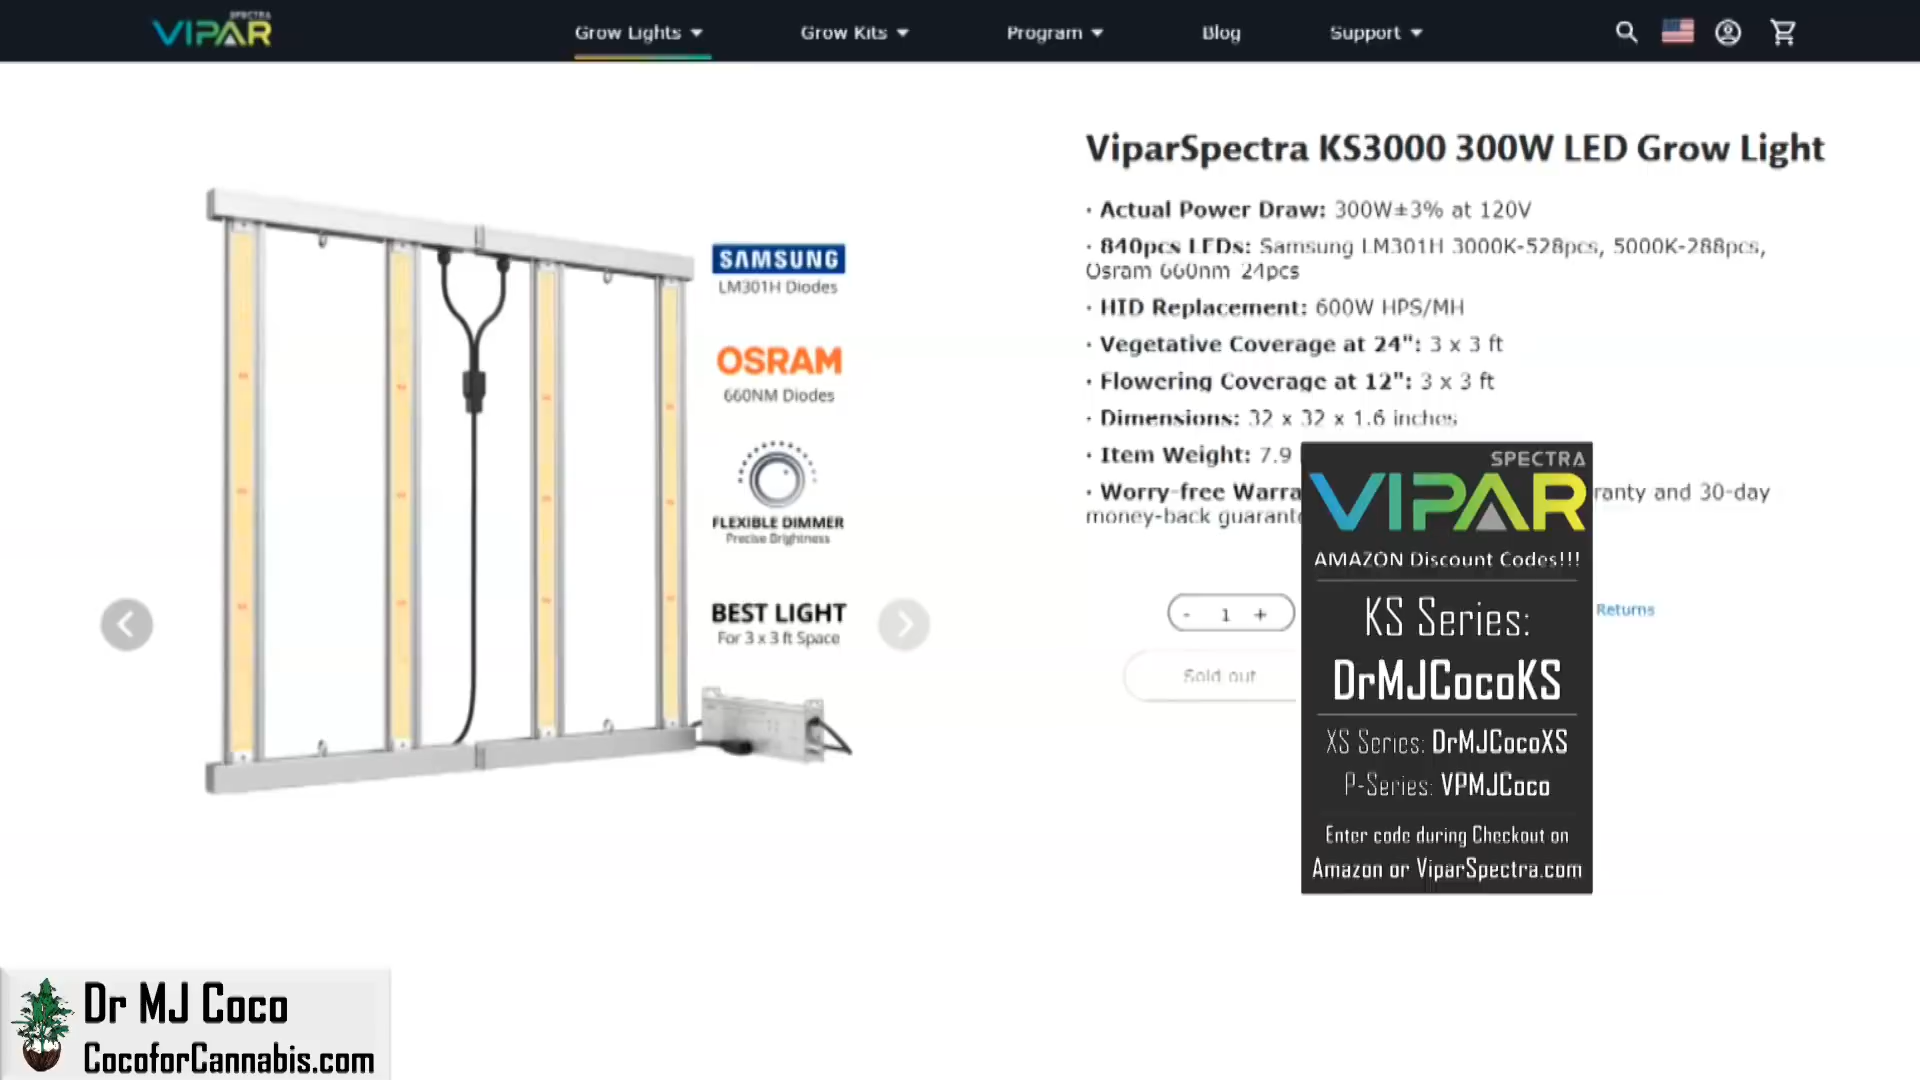 SPECTRA
VIPAR
Grow Lights
Grow Kits
Program
Blog
Support
ViparSpectra KS3000 300W LED Grow Light
· Actual Power Draw: 300W±3% at 120V
· 840pcs LEDs: Samsung LM301H 3000K-528pcs, 5000K-288pcs,
Osram 660nm 24pcs
· HID Replacement: 600W HPS/MH
· Vegetative Coverage at 24": 3 x 3 ft
· Flowering Coverage at 12": 3 x 3 ft
· Dimensions: 32 x 32 x 1.6 inches
· Item Weight: 7.9
· Worry-free Warra
ranty and 30-day
money-back guarant
SAMSUNG
LM301H Diodes
OSRAM
660NM Diodes
FLEXIBLE DIMMER
Precise Brightness
BEST LIGHT
For 3 x 3 ft Space
- 1 +
Returns
Sold out
SPECTRA
VIPAR
AMAZON Discount Codes!!!
KS Series:
DrMJCocoKS
XS Series: DrMJCocoXS
P-Series: VPMJCoco
Enter code during Checkout on
Amazon or ViparSpectra.com
Dr MJ Coco
CocoforCannabis.com